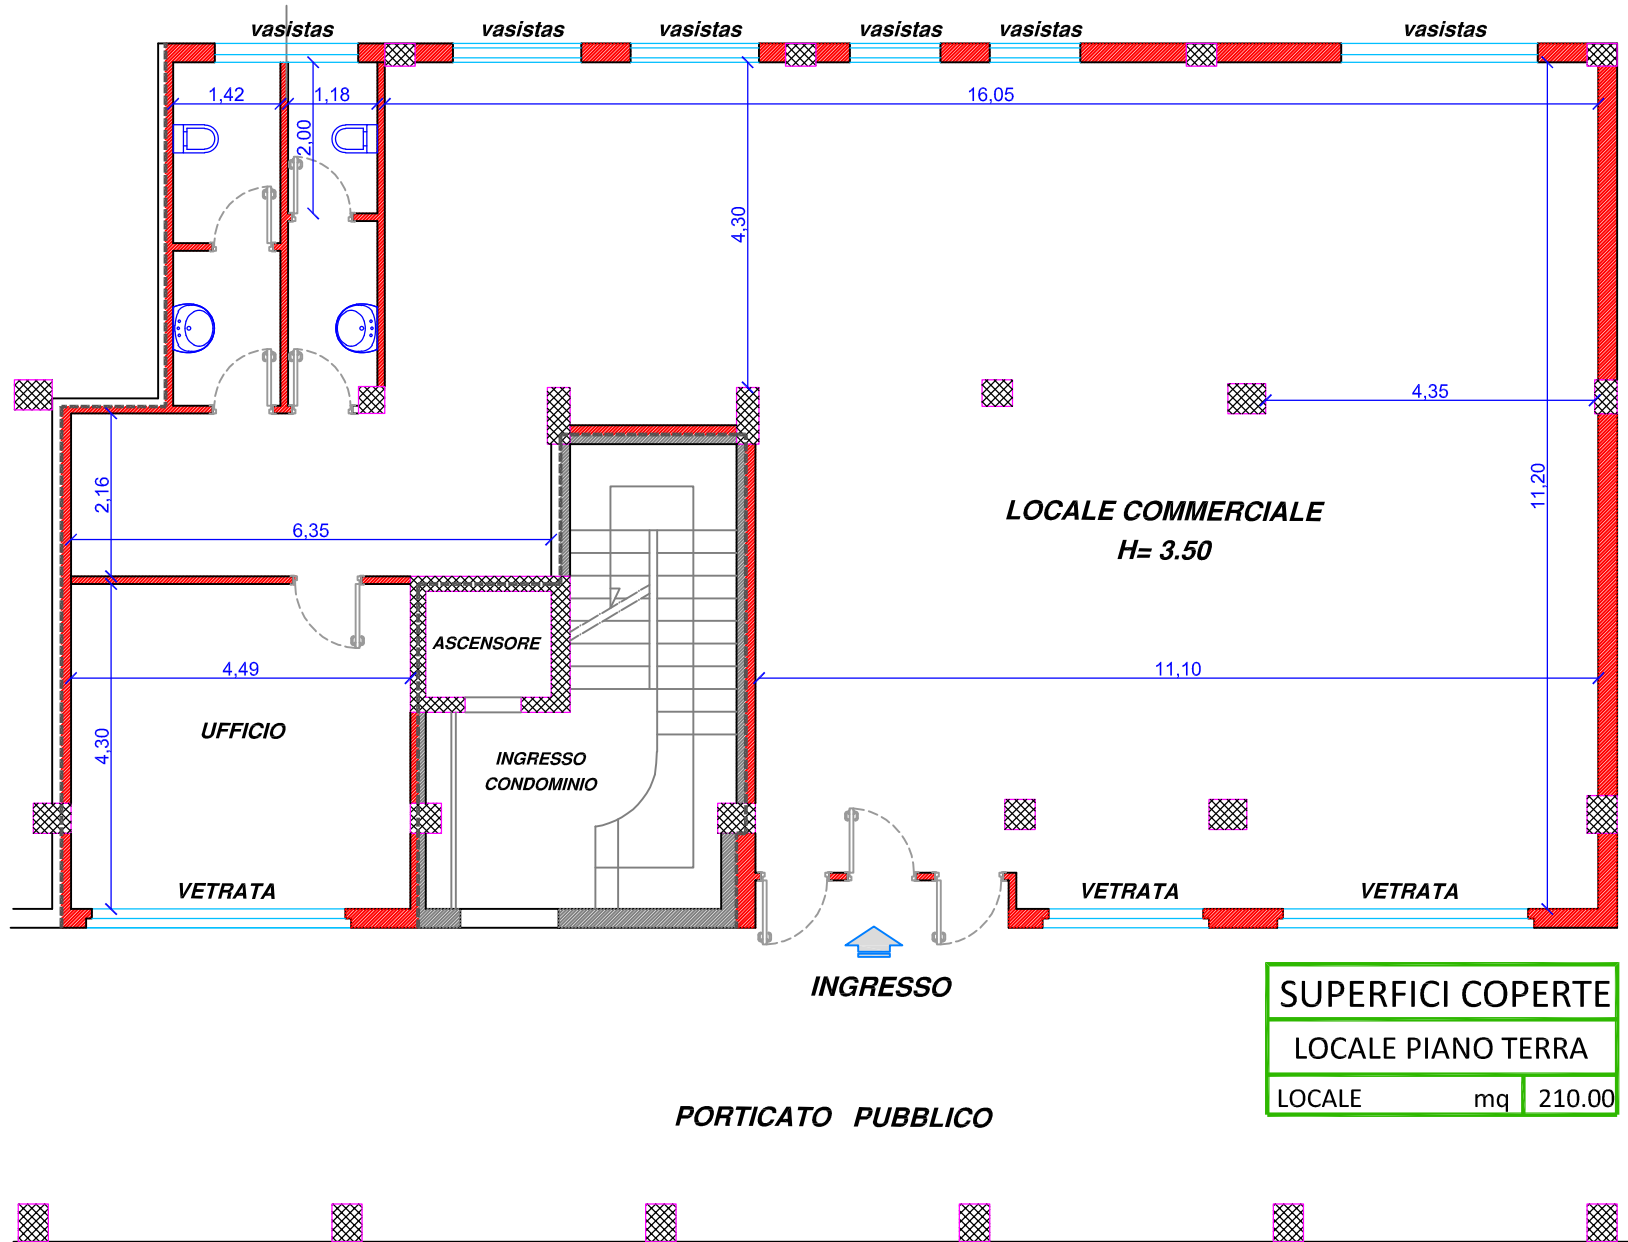 vasistas vasistas vasistas vasistas vasistas vasistas
1,42 1,18 16,05
2,00
4,30
4,35
2,16
11,20
LOCALE COMMERCIALE
6,35
H= 3.50
ASCENSORE
4,49 11,10
UFFICIO
4,30
INGRESSO
CONDOMINIO
VETRATA VETRATA VETRATA
INGRESSO
SUPERFICI COPERTE
LOCALE PIANO TERRA
LOCALE mq 210.00
PORTICATO PUBBLICO